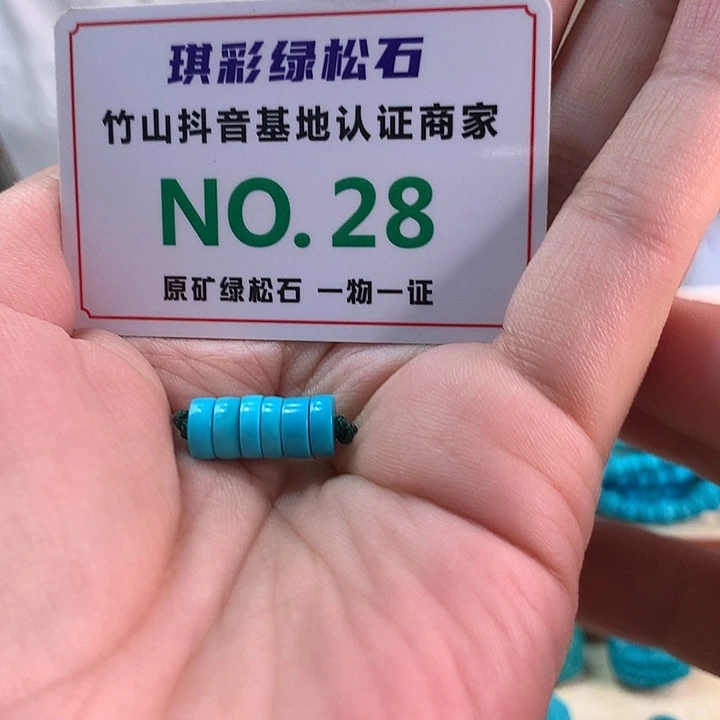 琪彩绿松石
竹山抖音基地认证商家
NO.28
原矿绿松石 一物一证